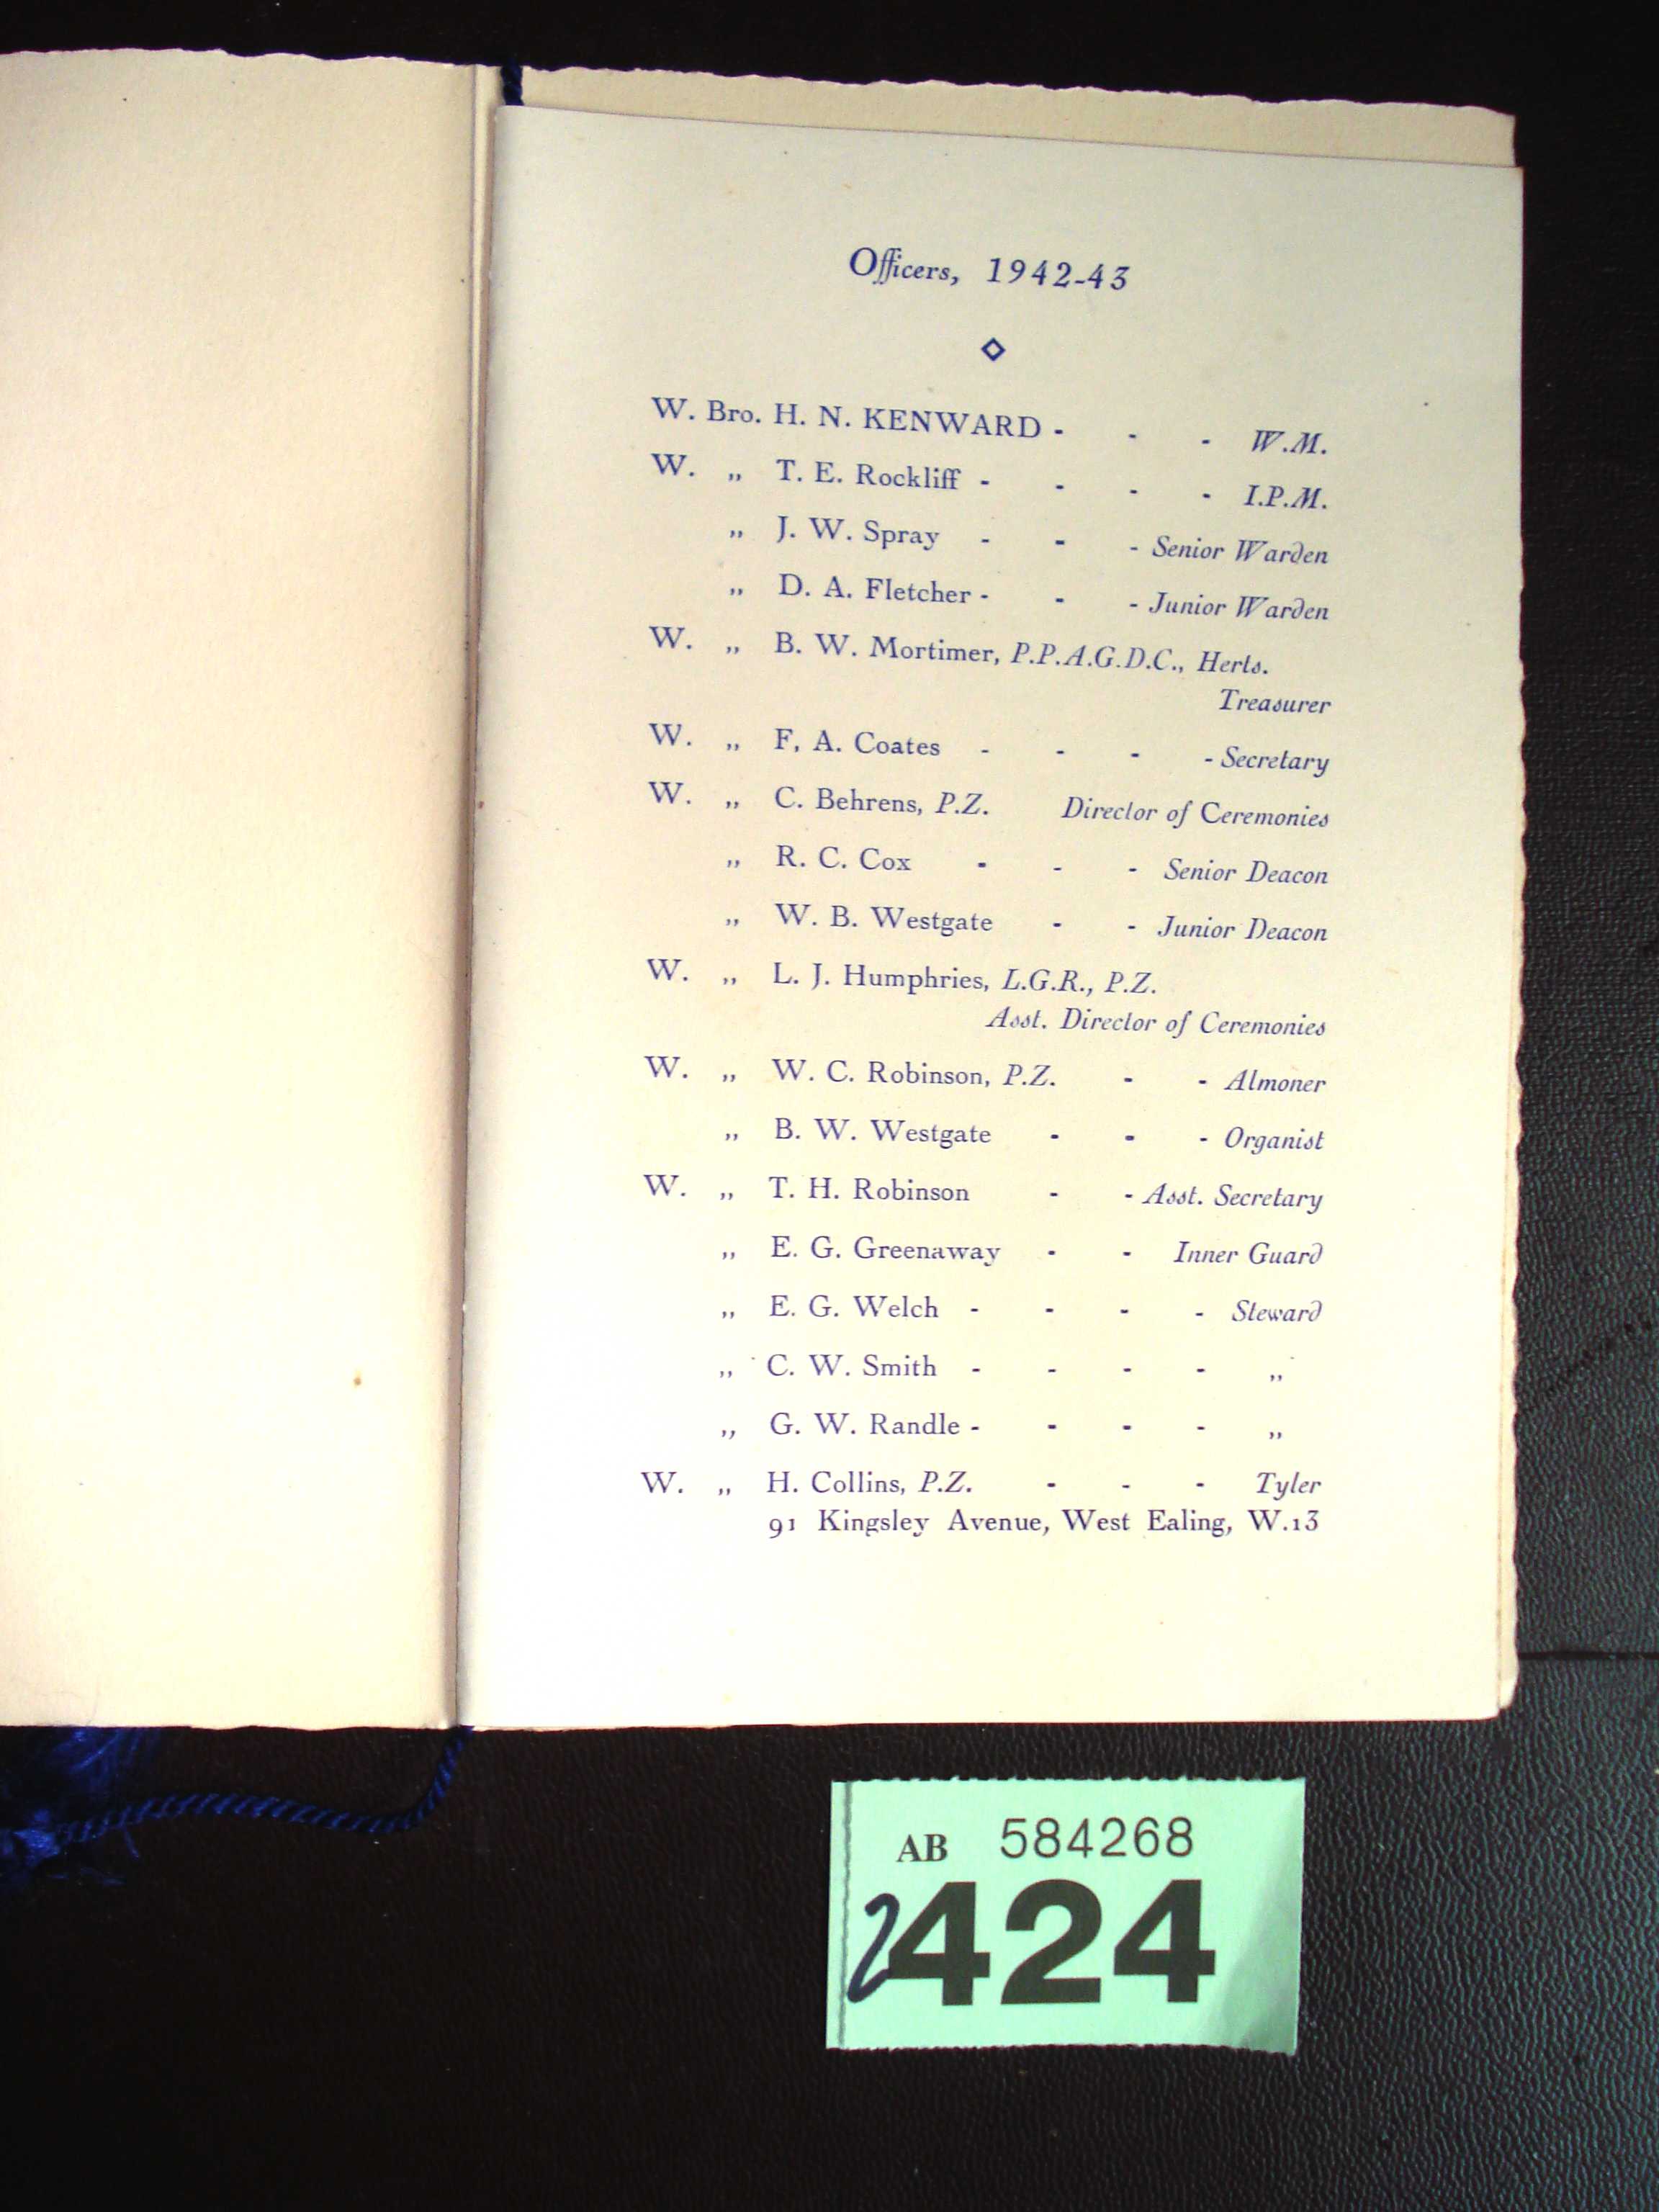 Officers, 1942-43
W. Bro. H. N. KENWARD - - - W.M.
W. „ T. E. Rockliff - - - - I.P.M.
„ J. W. Spray - - - Senior Warden
„ D. A. Fletcher - - - Junior Warden
W. „ B. W. Mortimer, P.P.A.G.D.C., Herts.
Treasurer
W. „ F, A. Coates - - - - Secretary
W. „ C. Behrens, P.Z. Director of Ceremonies
„ R. C. Cox - - - Senior Deacon
„ W. B. Westgate - - Junior Deacon
W. „ L. J. Humphries, L.G.R., P.Z.
Asst. Director of Ceremonies
W. „ W. C. Robinson, P.Z. - - Almoner
„ B. W. Westgate - - - Organist
W. „ T. H. Robinson - - Asst. Secretary
„ E. G. Greenaway - - Inner Guard
„ E. G. Welch - - - - Steward
„ C. W. Smith - - - - „
„ G. W. Randle - - - - „
W. „ H. Collins, P.Z. - - - Tyler
91 Kingsley Avenue, West Ealing, W.13
AB 584268
2424